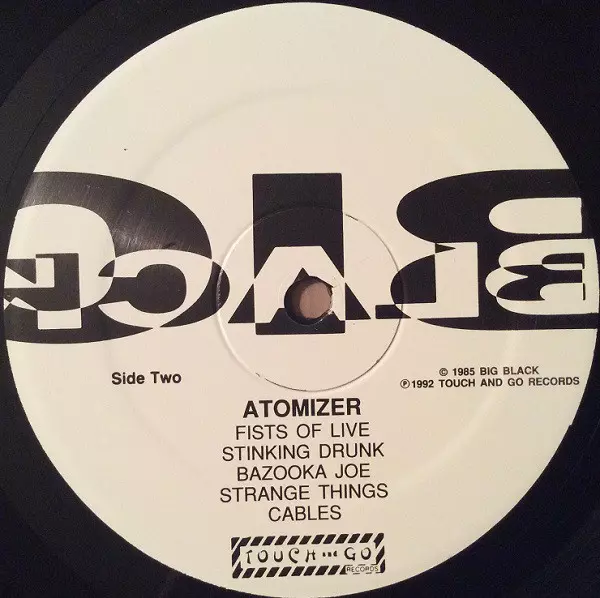 BIG
BLACK
Side Two
© 1985 BIG BLACK
℗1992 TOUCH AND GO RECORDS
ATOMIZER
FISTS OF LIVE
STINKING DRUNK
BAZOOKA JOE
STRANGE THINGS
CABLES
TOUCH AND GO
RECORDS